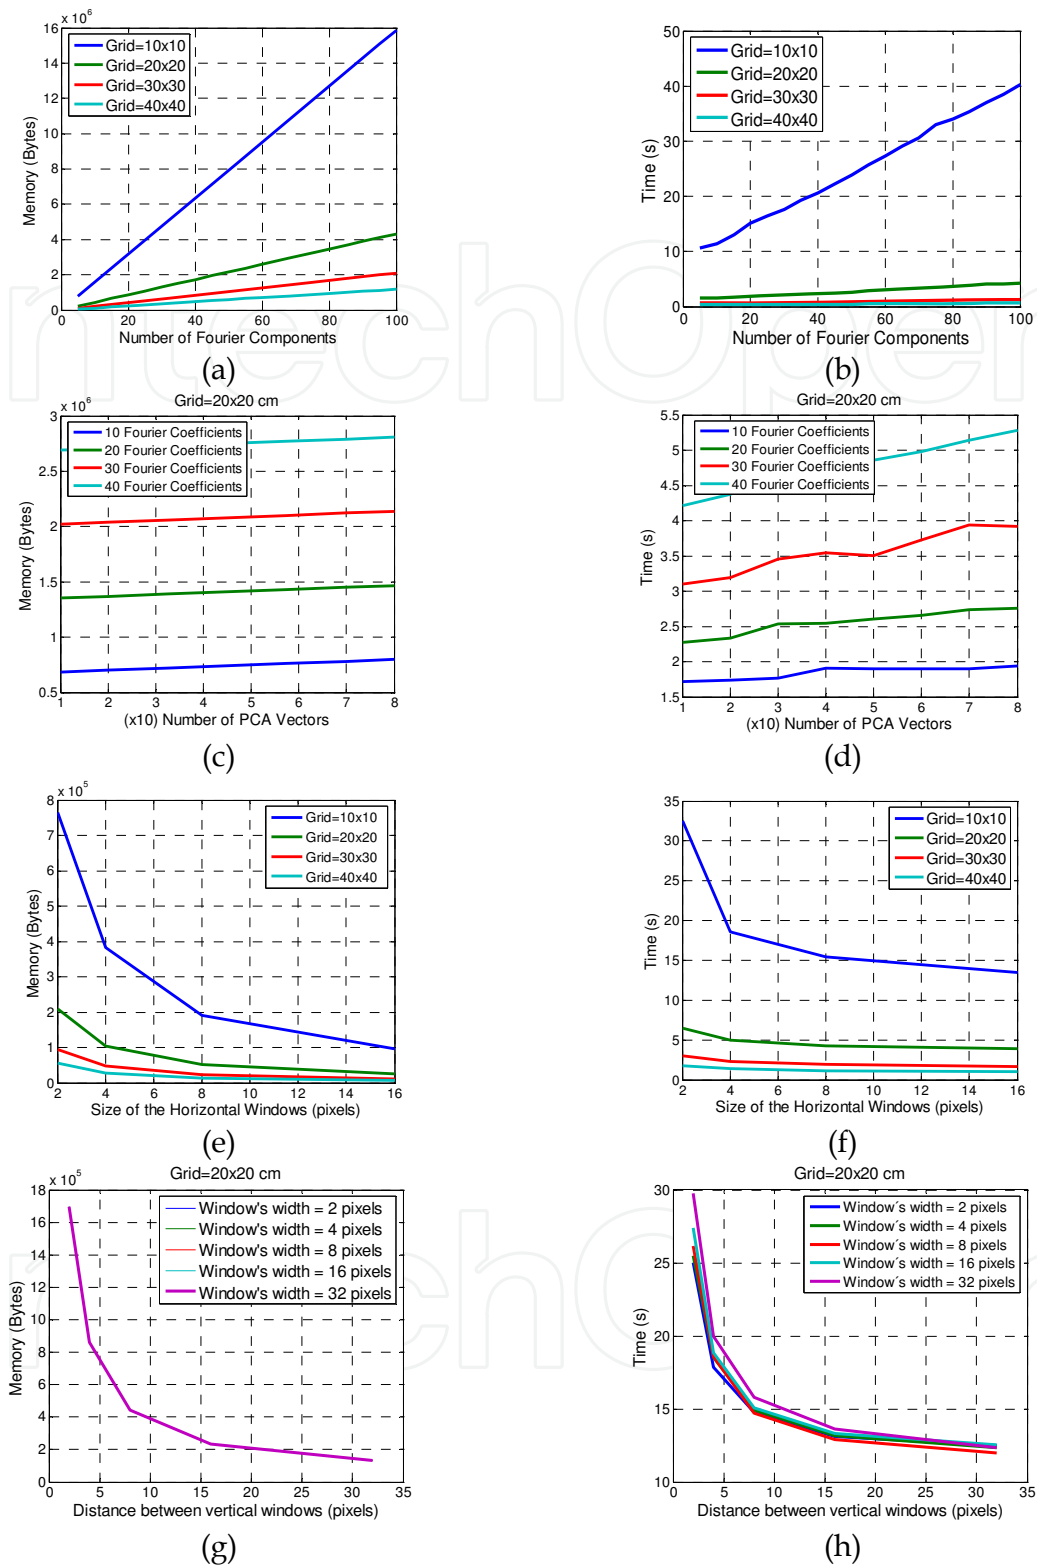 x 10^6
16
14
12
10
8
6
4
2
0
0 20 40 60 80 100
Memory (Bytes)
Grid=10x10
Grid=20x20
Grid=30x30
Grid=40x40
Number of Fourier Components
(a)
50
40
30
20
10
0
0 20 40 60 80 100
Time (s)
Grid=10x10
Grid=20x20
Grid=30x30
Grid=40x40
Number of Fourier Components
(b)
Grid=20x20 cm
x 10^6
3
2.5
2
1.5
1
0.5
1 2 3 4 5 6 7 8
Memory (Bytes)
10 Fourier Coefficients
20 Fourier Coefficients
30 Fourier Coefficients
40 Fourier Coefficients
(x10) Number of PCA Vectors
(c)
Grid=20x20 cm
5.5
5
4.5
4
3.5
3
2.5
2
1.5
1 2 3 4 5 6 7 8
Time (s)
10 Fourier Coefficients
20 Fourier Coefficients
30 Fourier Coefficients
40 Fourier Coefficients
(x10) Number of PCA Vectors
(d)
x 10^5
8
7
6
5
4
3
2
1
0
2 4 6 8 10 12 14 16
Memory (Bytes)
Grid=10x10
Grid=20x20
Grid=30x30
Grid=40x40
Size of the Horizontal Windows (pixels)
(e)
35
30
25
20
15
10
5
0
2 4 6 8 10 12 14 16
Time (s)
Grid=10x10
Grid=20x20
Grid=30x30
Grid=40x40
Size of the Horizontal Windows (pixels)
(f)
Grid=20x20 cm
x 10^5
18
16
14
12
10
8
6
4
2
0
0 5 10 15 20 25 30 35
Memory (Bytes)
Window's width = 2 pixels
Window's width = 4 pixels
Window's width = 8 pixels
Window's width = 16 pixels
Window's width = 32 pixels
Distance between vertical windows (pixels)
(g)
Grid=20x20 cm
30
25
20
15
10
0 5 10 15 20 25 30 35
Time (s)
Window´s width = 2 pixels
Window´s width = 4 pixels
Window´s width = 8 pixels
Window´s width = 16 pixels
Window´s width = 32 pixels
Distance between vertical windows (pixels)
(h)